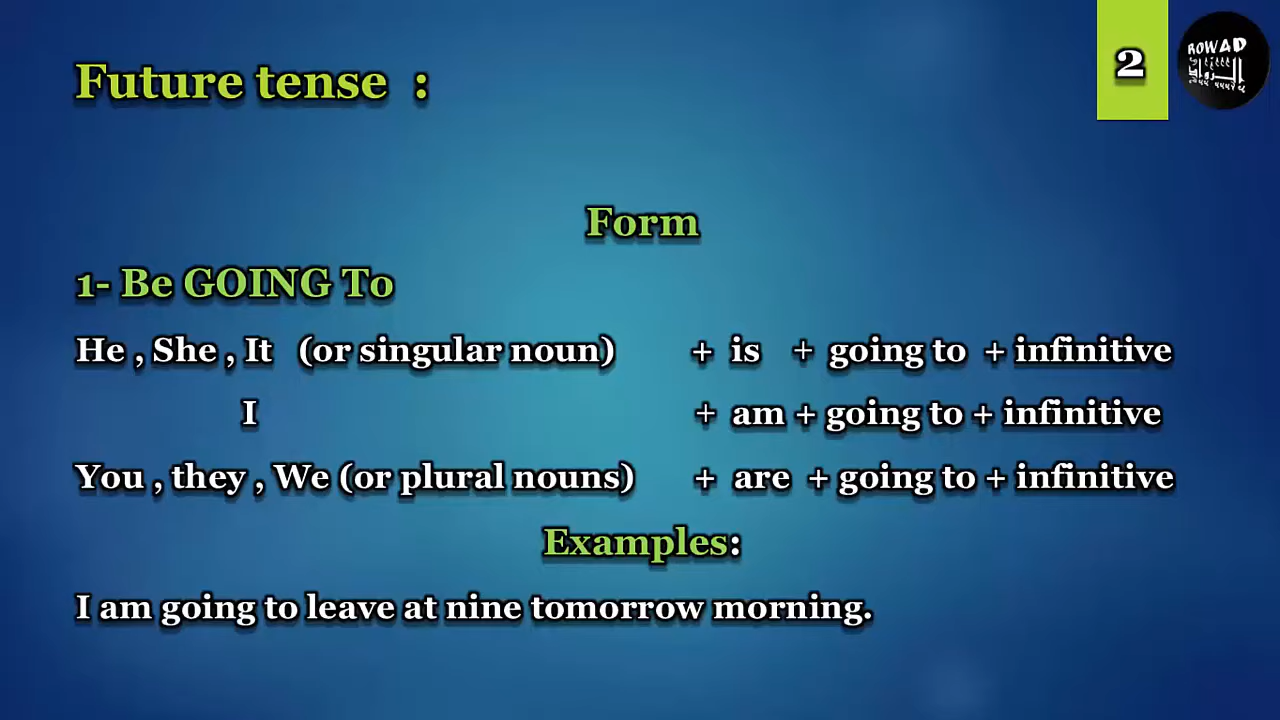 2
ROWAD
الرواد
Future tense :
Form
1- Be GOING To
He , She , It (or singular noun) + is + going to + infinitive
I + am + going to + infinitive
You , they , We (or plural nouns) + are + going to + infinitive
Examples:
I am going to leave at nine tomorrow morning.